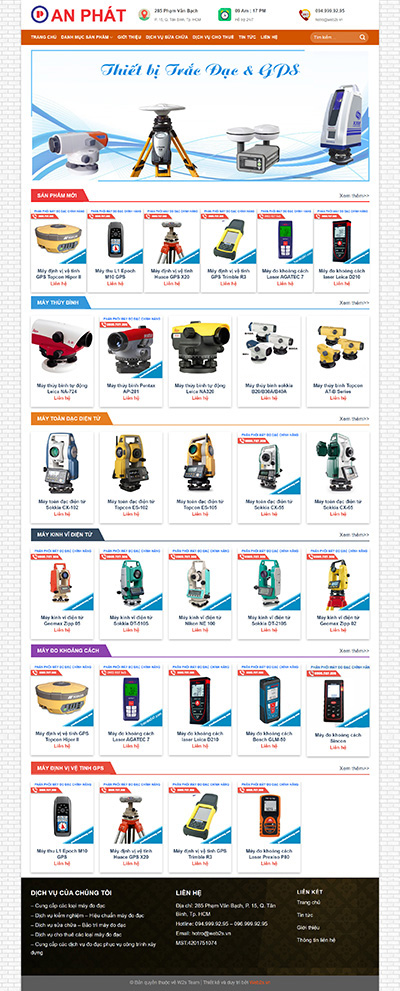 AN PHÁT
285 Phạm Văn Bạch
P. 15, Q. Tân Bình, Tp. HCM
08 Am : 17 PM
Hỗ trợ 24/7
094.999.92.95
hotro@web2s.vn
TRANG CHỦ DANH MỤC SẢN PHẨM GIỚI THIỆU DỊCH VỤ SỬA CHỮA DỊCH VỤ CHO THUÊ TIN TỨC LIÊN HỆ
Tìm kiếm...
Thiết bị Trắc Đạc & GPS
SẢN PHẨM MỚI
Xem thêm>>
Máy định vị vệ tinh GPS Topcon Hiper II
Liên hệ
Máy thu L1 Epoch M10 GPS
Liên hệ
Máy định vị vệ tinh Huace GPS X20
Liên hệ
Máy định vị vệ tinh GPS Trimble R3
Liên hệ
Máy đo khoảng cách Laser AGATEC 7
Liên hệ
Máy đo khoảng cách laser Leica D210
Liên hệ
MÁY THỦY BÌNH
Xem thêm>>
Máy thủy bình tự động Leica NA-724
Liên hệ
Máy thủy bình Pentax AP-281
Liên hệ
Máy thủy bình tự động Leica NA320
Liên hệ
Máy thủy bình sokkia B20/B30A/B40A
Liên hệ
Máy thủy bình Topcon AT-B Series
Liên hệ
MÁY TOÀN ĐẠC ĐIỆN TỬ
Xem thêm>>
Máy toàn đạc điện tử Sokkia CX-102
Liên hệ
Máy toàn đạc điện tử Topcon ES-102
Liên hệ
Máy toàn đạc điện tử Topcon ES-105
Liên hệ
Máy toàn đạc điện tử Sokkia CX-55
Liên hệ
Máy toàn đạc điện tử Sokkia CX-65
Liên hệ
MÁY KINH VĨ ĐIỆN TỬ
Xem thêm>>
Máy kinh vĩ điện tử Geomax Zipp 05
Liên hệ
Máy kinh vĩ điện tử Sokkia DT-510S
Liên hệ
Máy kinh vĩ điện tử Nikon NE 100
Liên hệ
Máy kinh vĩ điện tử Sokkia DT-210S
Liên hệ
Máy kinh vĩ điện tử Geomax Zipp 02
Liên hệ
MÁY ĐO KHOẢNG CÁCH
Xem thêm>>
Máy định vị vệ tinh GPS Topcon Hiper II
Liên hệ
Máy đo khoảng cách Laser AGATEC 7
Liên hệ
Máy đo khoảng cách laser Leica D210
Liên hệ
Máy đo khoảng cách Bosch GLM 80
Liên hệ
Máy đo khoảng cách Sincon
Liên hệ
MÁY ĐỊNH VỊ VỆ TINH GPS
Xem thêm>>
Máy thu L1 Epoch M10 GPS
Liên hệ
Máy định vị vệ tinh Huace GPS X20
Liên hệ
Máy định vị vệ tinh GPS Trimble R3
Liên hệ
Máy đo khoảng cách Laser Prexiso P80
Liên hệ
DỊCH VỤ CỦA CHÚNG TÔI
– Cung cấp các loại máy đo đạc
– Dịch vụ kiểm nghiệm – Hiệu chuẩn máy đo đạc
– Dịch vụ sửa chữa – Bảo trì máy đo đạc
– Dịch vụ cho thuê các loại máy đo đạc
– Cung cấp các dịch vụ đo đạc phục vụ công trình xây dựng
LIÊN HỆ
Địa chỉ: 285 Phạm Văn Bạch, P. 15, Q. Tân Bình, Tp. HCM
Hotline: 094.999.92.95 – 096.999.92.95
Email: hotro@web2s.vn
MST:4201751074
LIÊN KẾT
Trang chủ
Tin tức
Giới thiệu
Thông tin liên hệ
© Bản quyền thuộc về W2s Team | Thiết kế và duy trì bởi Web2s.vn